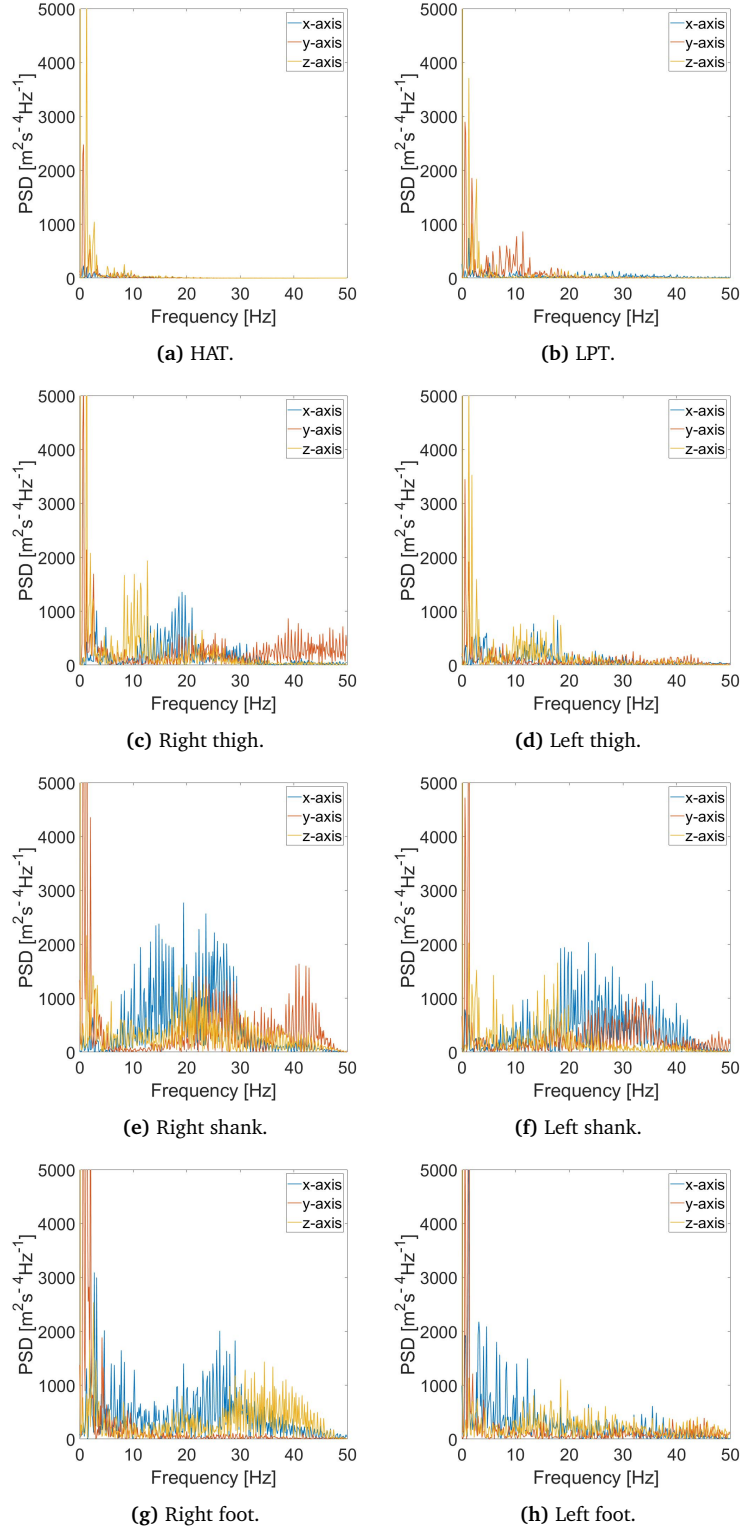 5000
4000
3000
2000
1000
0
PSD [m²s⁻⁴Hz⁻¹]
x-axis
y-axis
z-axis
0 10 20 30 40 50
Frequency [Hz]
(a) HAT.
5000
4000
3000
2000
1000
0
PSD [m²s⁻⁴Hz⁻¹]
x-axis
y-axis
z-axis
0 10 20 30 40 50
Frequency [Hz]
(b) LPT.
5000
4000
3000
2000
1000
0
PSD [m²s⁻⁴Hz⁻¹]
x-axis
y-axis
z-axis
0 10 20 30 40 50
Frequency [Hz]
(c) Right thigh.
5000
4000
3000
2000
1000
0
PSD [m²s⁻⁴Hz⁻¹]
x-axis
y-axis
z-axis
0 10 20 30 40 50
Frequency [Hz]
(d) Left thigh.
5000
4000
3000
2000
1000
0
PSD [m²s⁻⁴Hz⁻¹]
x-axis
y-axis
z-axis
0 10 20 30 40 50
Frequency [Hz]
(e) Right shank.
5000
4000
3000
2000
1000
0
PSD [m²s⁻⁴Hz⁻¹]
x-axis
y-axis
z-axis
0 10 20 30 40 50
Frequency [Hz]
(f) Left shank.
5000
4000
3000
2000
1000
0
PSD [m²s⁻⁴Hz⁻¹]
x-axis
y-axis
z-axis
0 10 20 30 40 50
Frequency [Hz]
(g) Right foot.
5000
4000
3000
2000
1000
0
PSD [m²s⁻⁴Hz⁻¹]
x-axis
y-axis
z-axis
0 10 20 30 40 50
Frequency [Hz]
(h) Left foot.